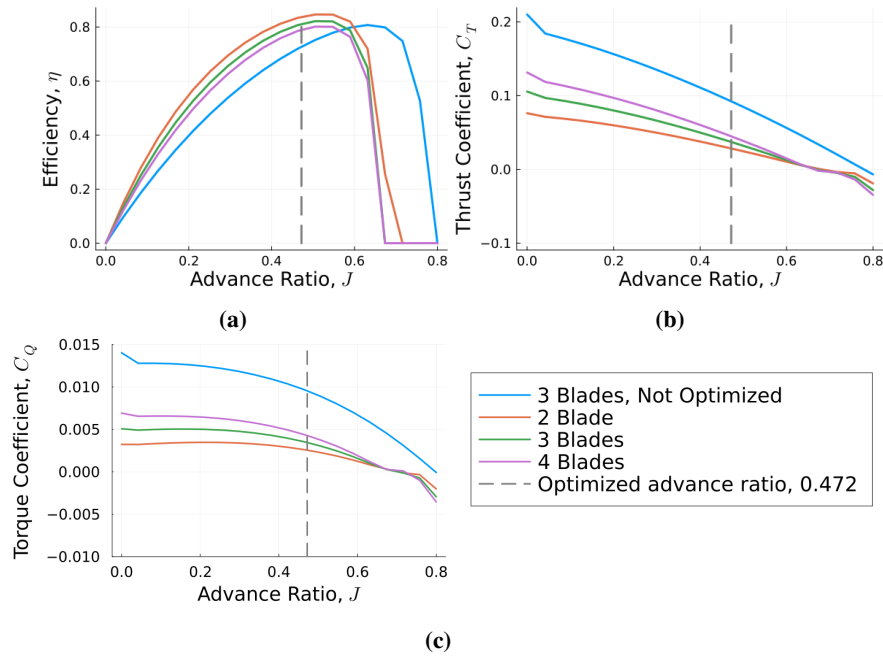 Efficiency, η
0.8
0.6
0.4
0.2
0.0
0.0 0.2 0.4 0.6 0.8
Advance Ratio, J
(a)
Thrust Coefficient, C_T
0.2
0.1
0.0
−0.1
0.0 0.2 0.4 0.6 0.8
Advance Ratio, J
(b)
Torque Coefficient, C_Q
0.015
0.010
0.005
0.000
−0.005
−0.010
0.0 0.2 0.4 0.6 0.8
Advance Ratio, J
3 Blades, Not Optimized
2 Blade
3 Blades
4 Blades
Optimized advance ratio, 0.472
(c)